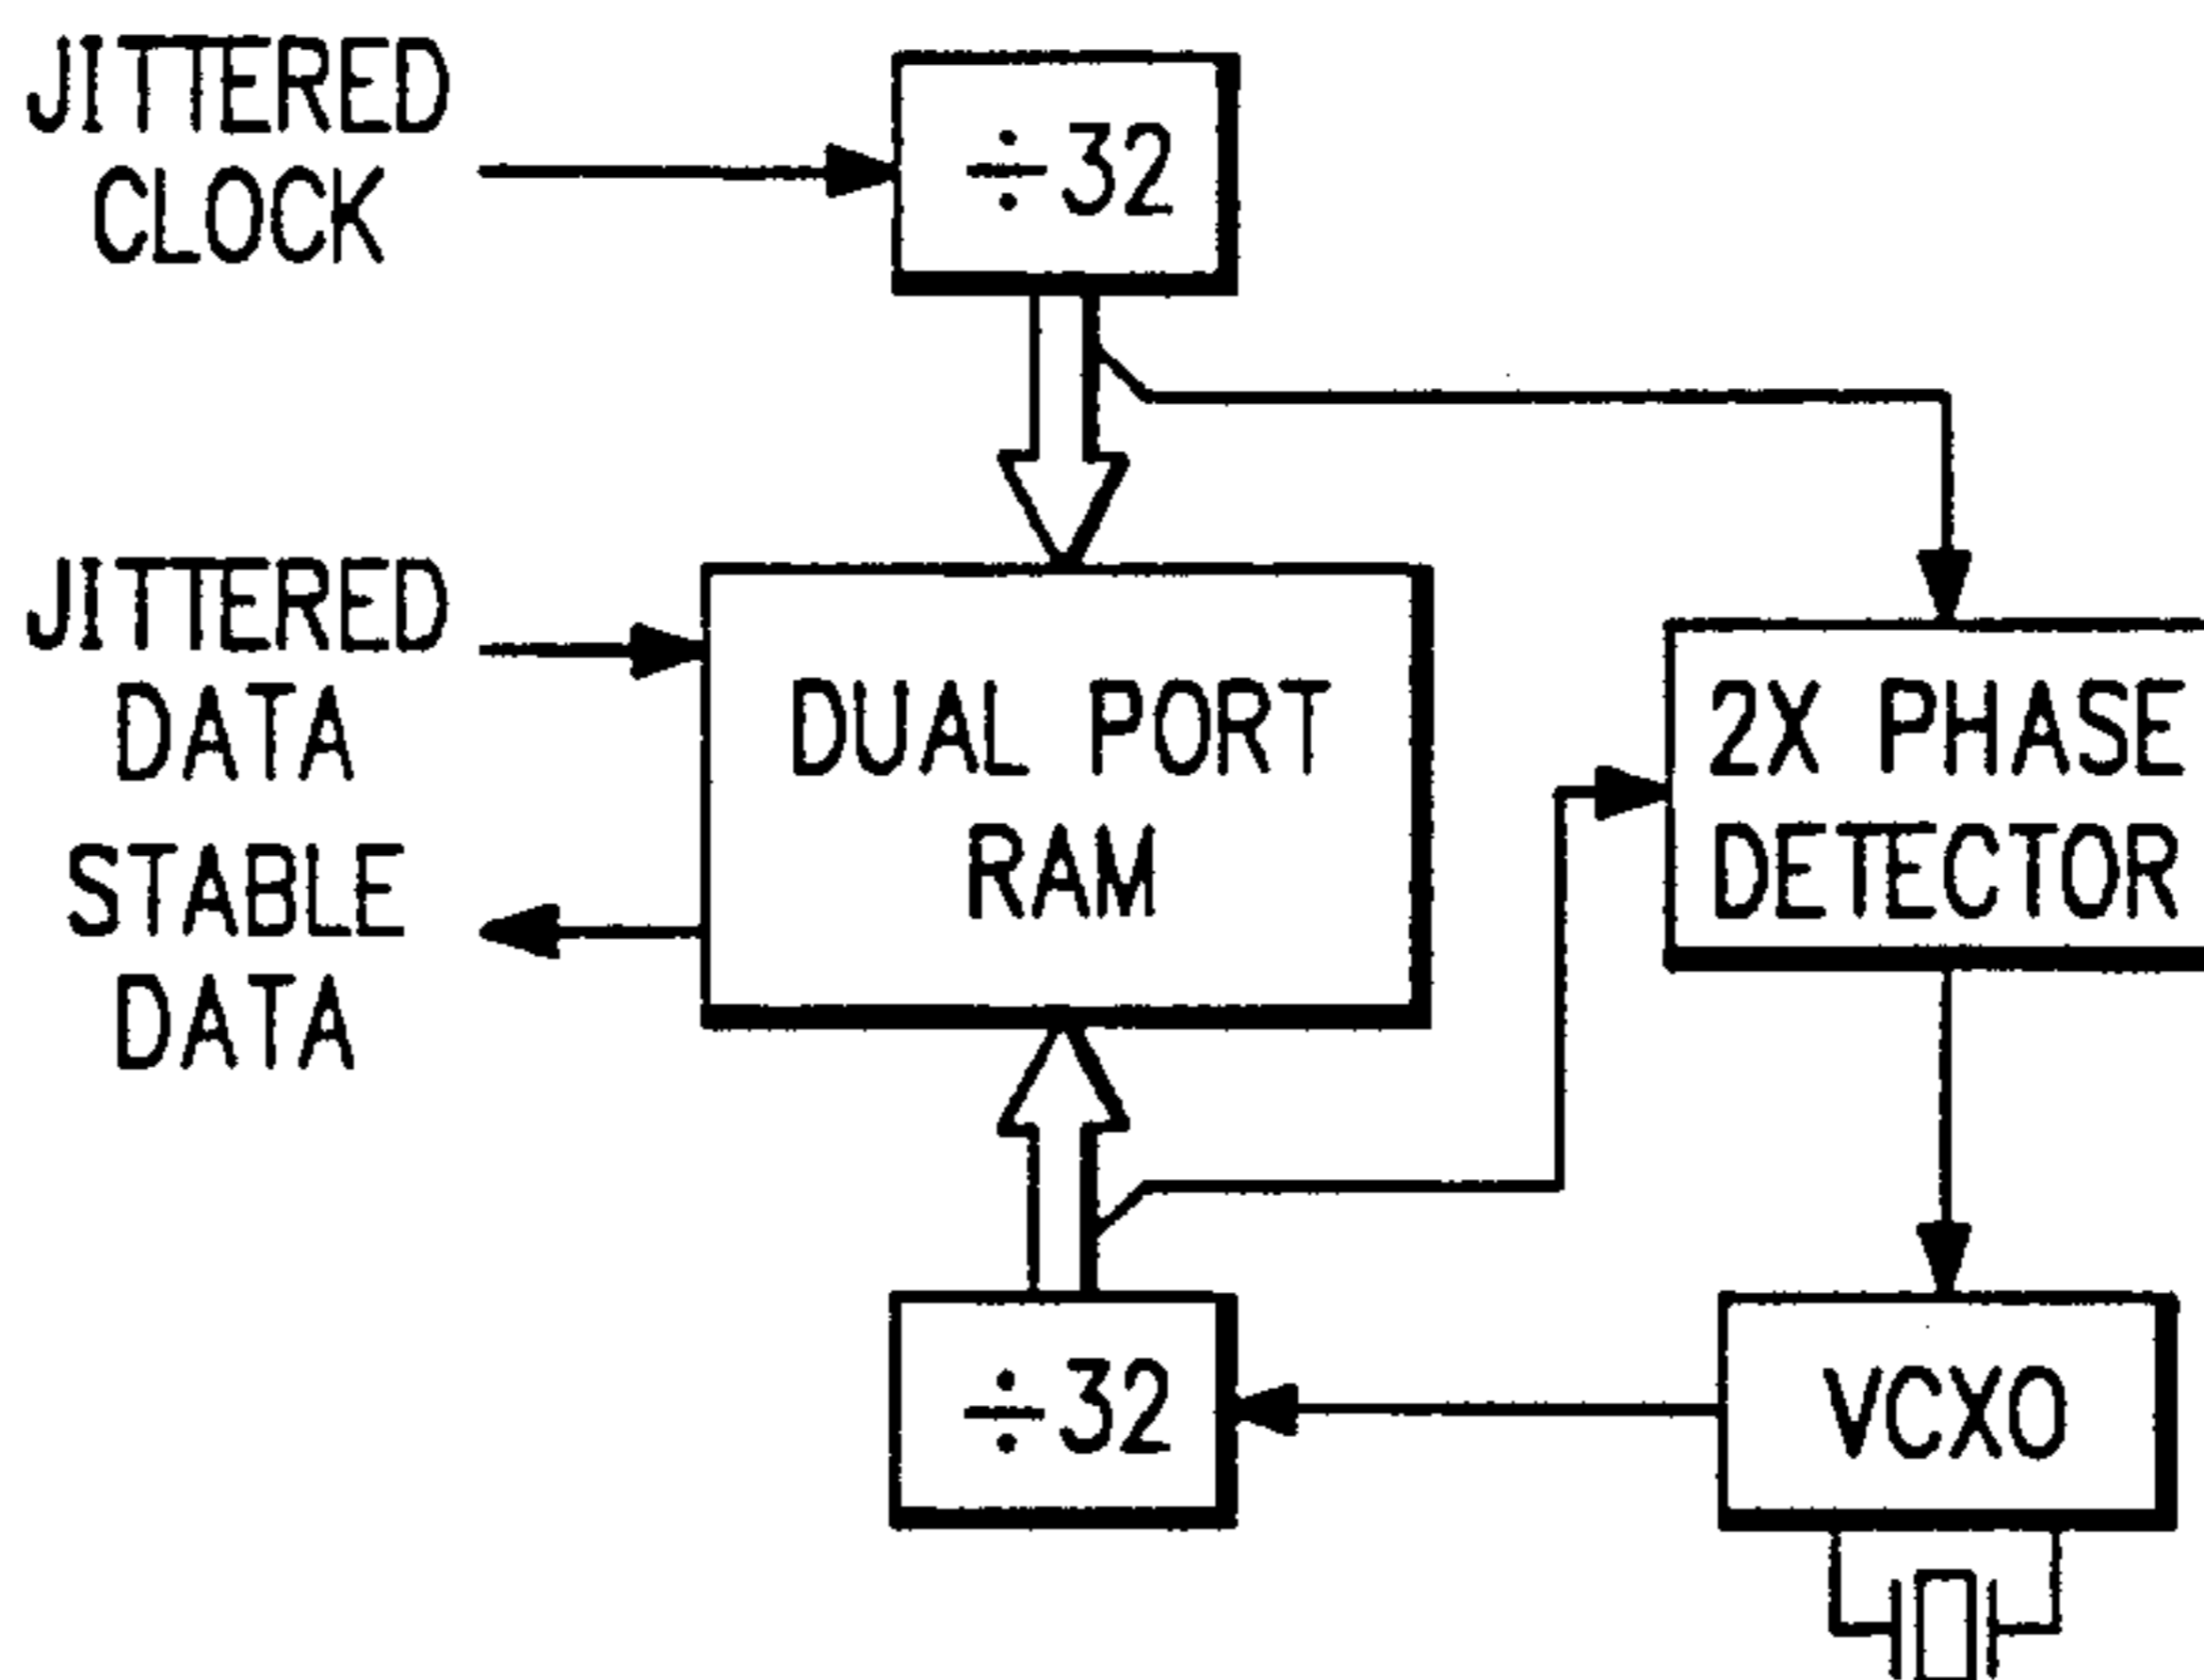 JITTERED
CLOCK
÷32
JITTERED
DATA
STABLE
DATA
DUAL PORT
RAM
2X PHASE
DETECTOR
÷32
VCXO